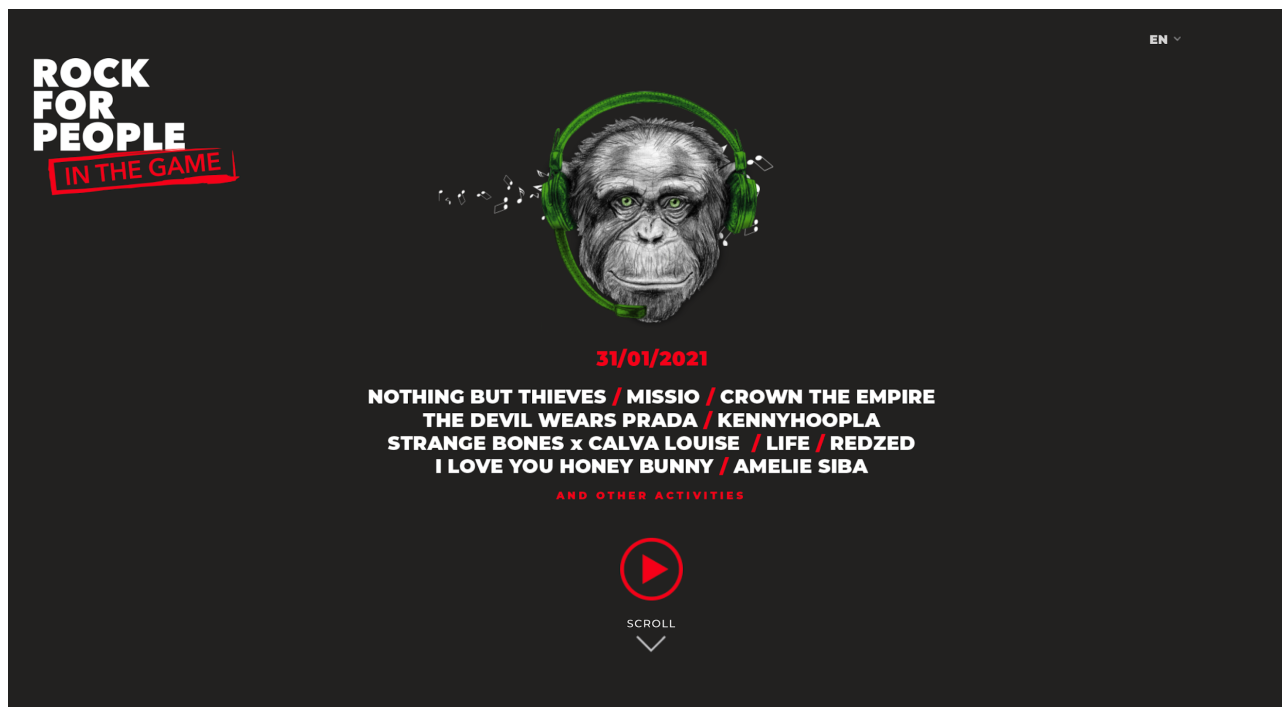 EN
ROCK
FOR
PEOPLE
IN THE GAME
31/01/2021
NOTHING BUT THIEVES / MISSIO / CROWN THE EMPIRE
THE DEVIL WEARS PRADA / KENNYHOOPLA
STRANGE BONES x CALVA LOUISE / LIFE / REDZED
I LOVE YOU HONEY BUNNY / AMELIE SIBA
AND OTHER ACTIVITIES
SCROLL